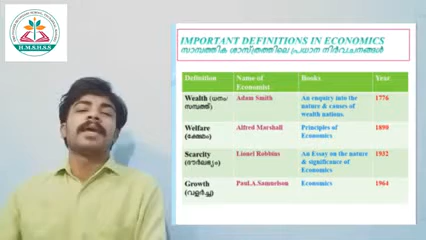 H.M.S.H.S.S
IMPORTANT DEFINITIONS IN ECONOMICS
സാമ്പത്തിക ശാസ്ത്രത്തിലെ പ്രധാന നിർവചനങ്ങൾ
Definition Name of Economist Books Year
Wealth (ധനം/സമ്പത്ത്) Adam Smith An enquiry into the nature & causes of wealth nations. 1776
Welfare (ക്ഷേമം) Alfred Marshall Principles of Economics 1890
Scarcity (ദൗർലഭ്യം) Lionel Robbins An Essay on the nature & significance of Economics 1932
Growth (വളർച്ച) Paul.A.Samuelson Economics 1964